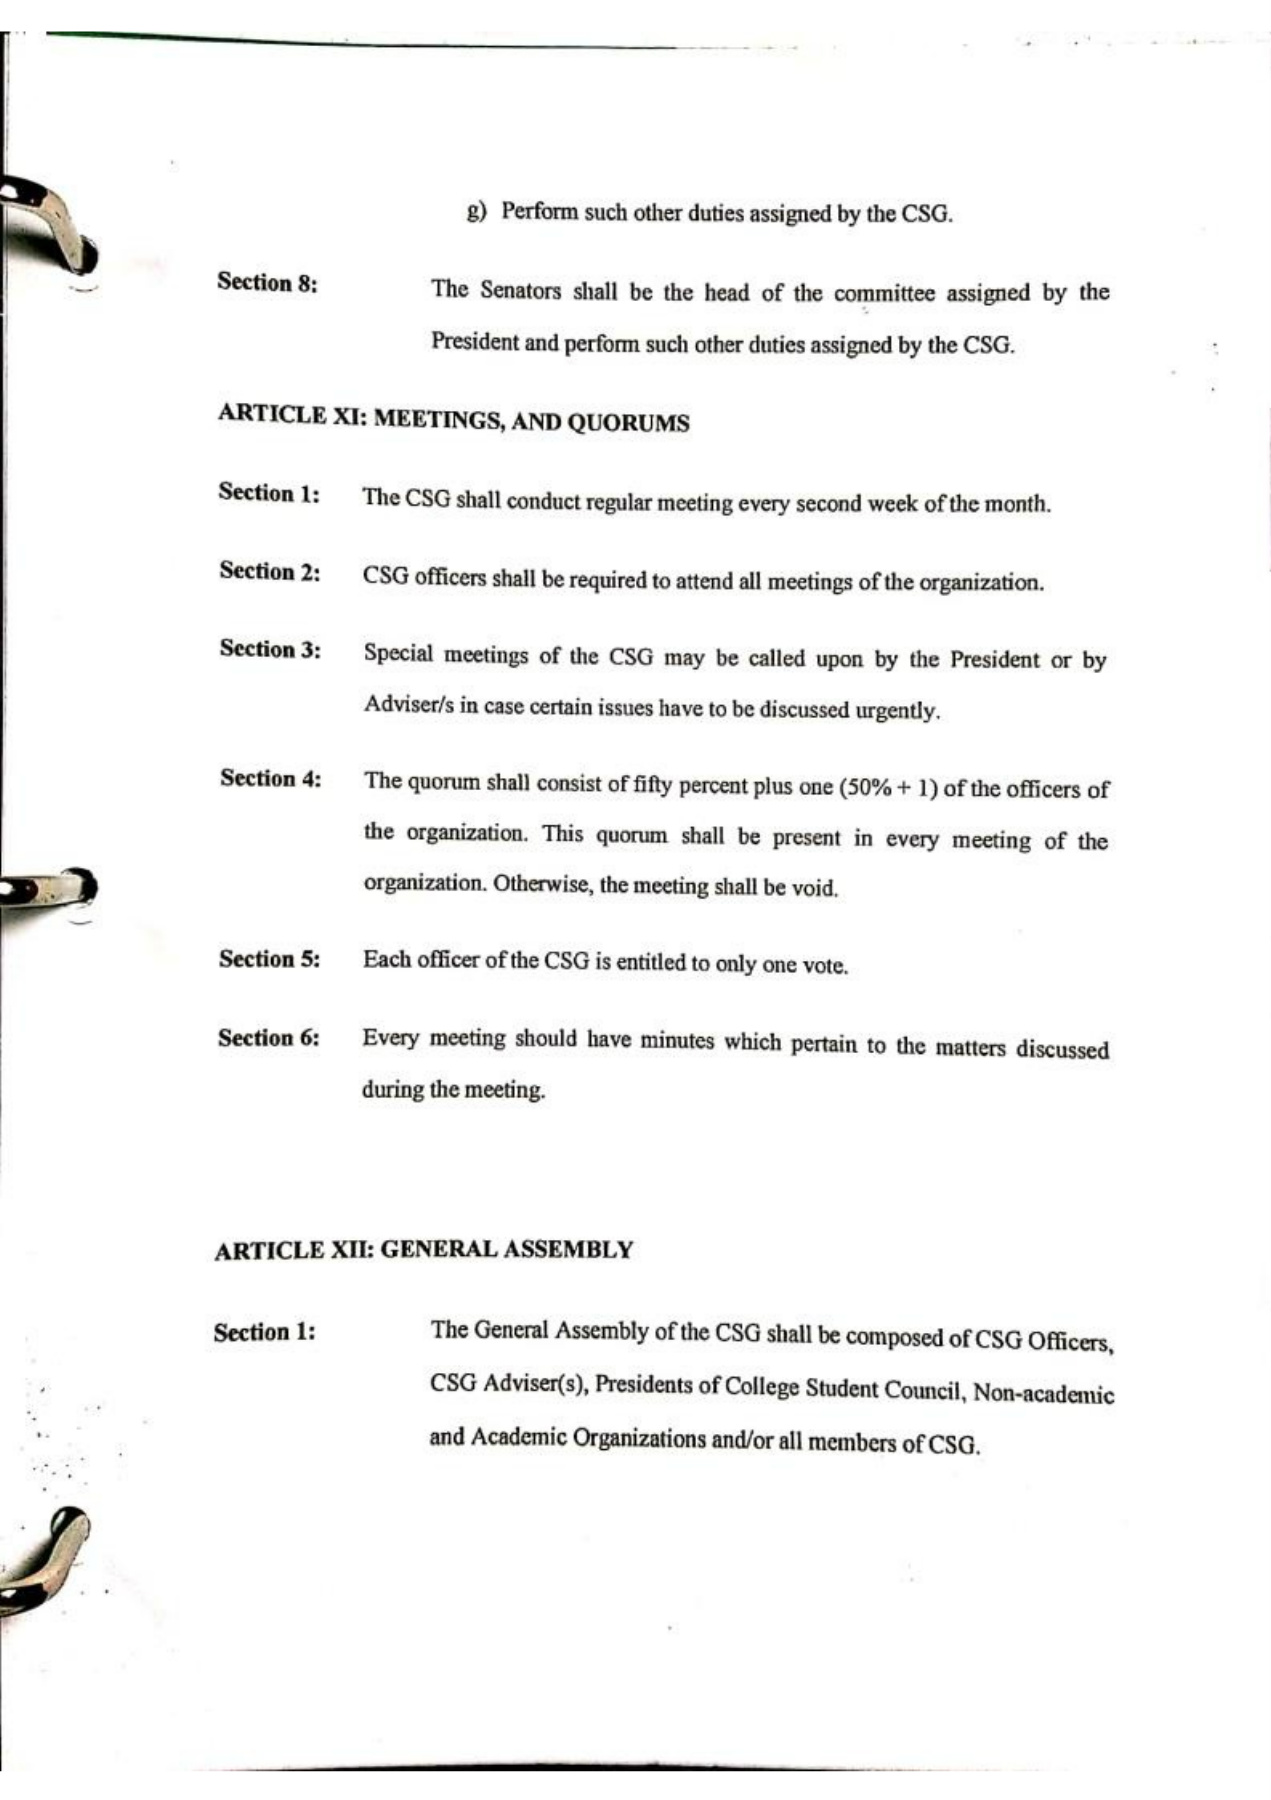 g) Perform such other duties assigned by the CSG.
Section 8: The Senators shall be the head of the committee assigned by the
President and perform such other duties assigned by the CSG.
ARTICLE XI: MEETINGS, AND QUORUMS
Section 1: The CSG shall conduct regular meeting every second week of the month.
Section 2: CSG officers shall be required to attend all meetings of the organization.
Section 3: Special meetings of the CSG may be called upon by the President or by
Adviser/s in case certain issues have to be discussed urgently.
Section 4: The quorum shall consist of fifty percent plus one (50% + 1) of the officers of
the organization. This quorum shall be present in every meeting of the
organization. Otherwise, the meeting shall be void.
Section 5: Each officer of the CSG is entitled to only one vote.
Section 6: Every meeting should have minutes which pertain to the matters discussed
during the meeting.
ARTICLE XII: GENERAL ASSEMBLY
Section 1: The General Assembly of the CSG shall be composed of CSG Officers,
CSG Adviser(s), Presidents of College Student Council, Non-academic
and Academic Organizations and/or all members of CSG.